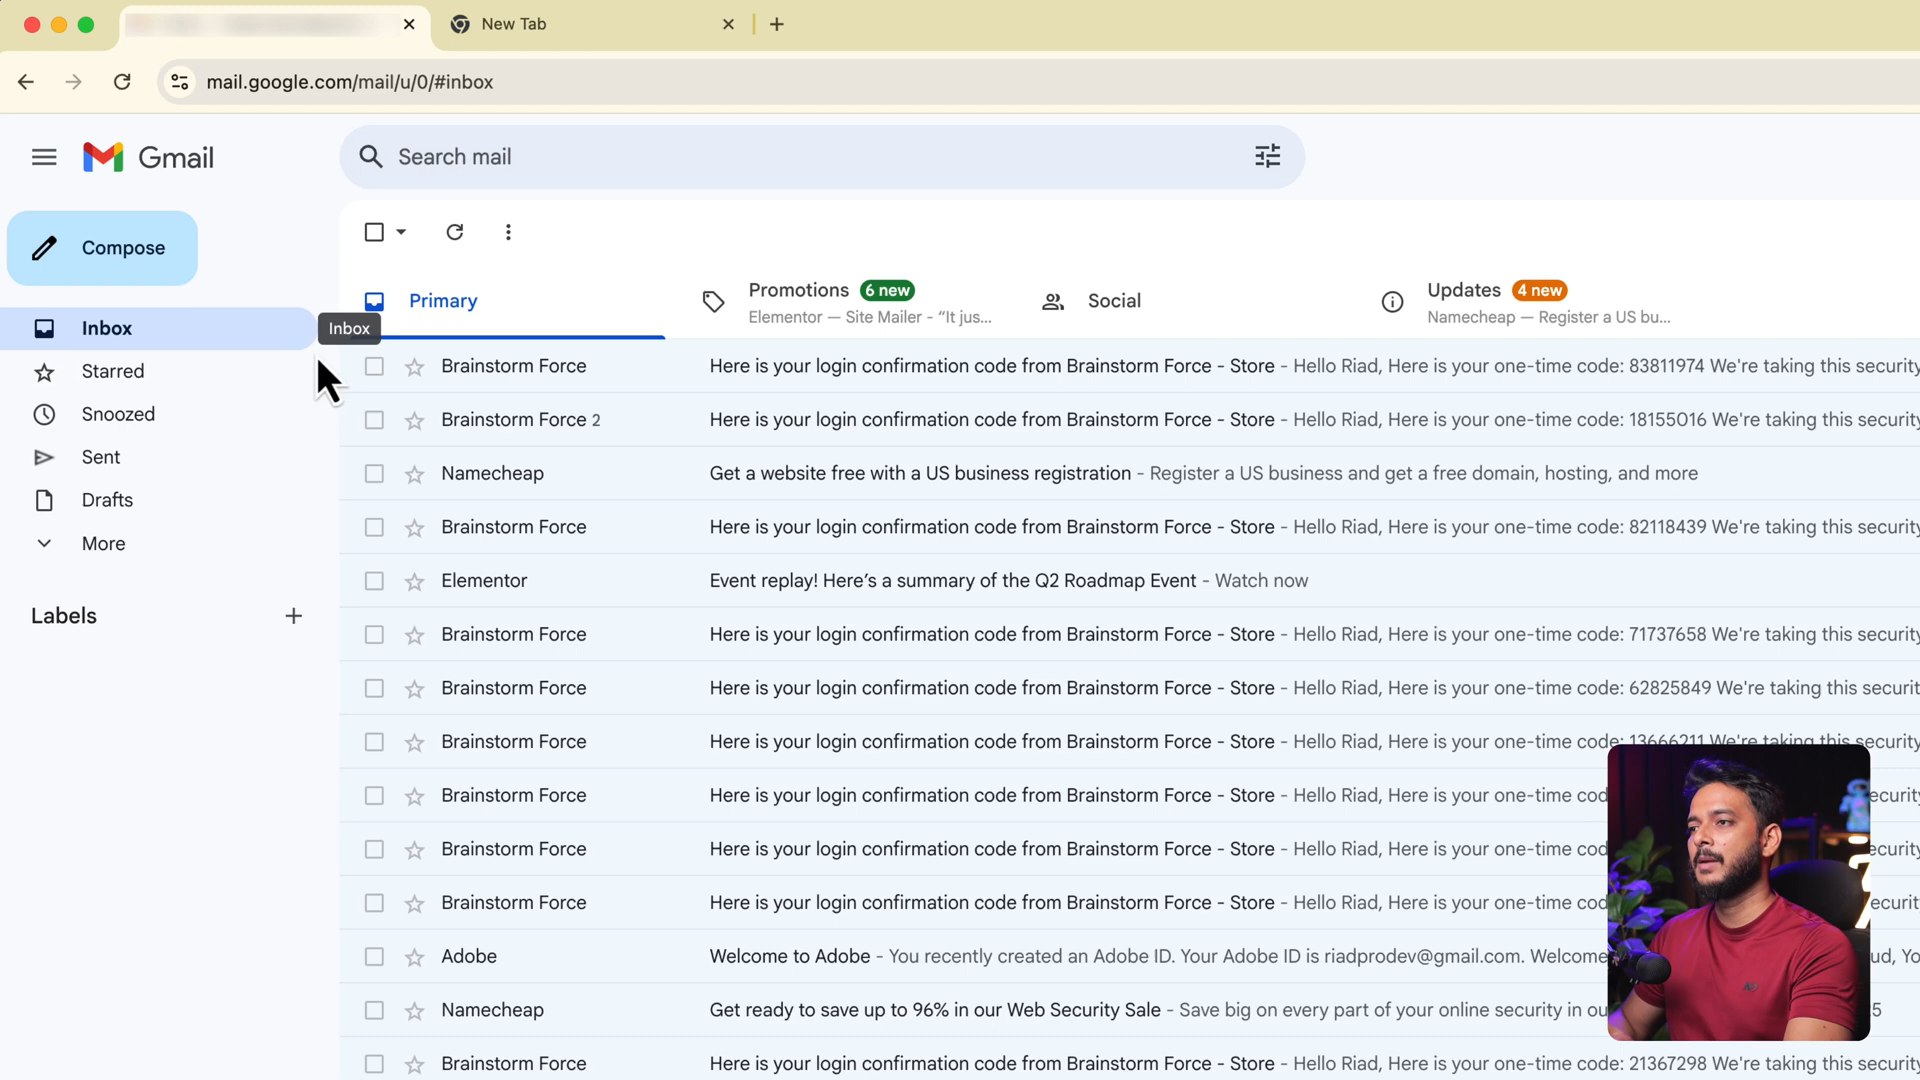 New Tab
mail.google.com/mail/u/0/#inbox
Gmail
Search mail
Compose
Primary
Promotions 6 new
Elementor — Site Mailer - “It jus...
Social
Updates 4 new
Namecheap — Register a US bu...
Inbox
Inbox
Starred
Snoozed
Sent
Drafts
More
Labels
Brainstorm Force Here is your login confirmation code from Brainstorm Force - Store - Hello Riad, Here is your one-time code: 83811974 We're taking this security
Brainstorm Force 2 Here is your login confirmation code from Brainstorm Force - Store - Hello Riad, Here is your one-time code: 18155016 We're taking this security
Namecheap Get a website free with a US business registration - Register a US business and get a free domain, hosting, and more
Brainstorm Force Here is your login confirmation code from Brainstorm Force - Store - Hello Riad, Here is your one-time code: 82118439 We're taking this security
Elementor Event replay! Here’s a summary of the Q2 Roadmap Event - Watch now
Brainstorm Force Here is your login confirmation code from Brainstorm Force - Store - Hello Riad, Here is your one-time code: 71737658 We're taking this security
Brainstorm Force Here is your login confirmation code from Brainstorm Force - Store - Hello Riad, Here is your one-time code: 62825849 We're taking this securit
Brainstorm Force Here is your login confirmation code from Brainstorm Force - Store - Hello Riad, Here is your one-time code: 13666211 We're taking this security
Brainstorm Force Here is your login confirmation code from Brainstorm Force - Store - Hello Riad, Here is your one-time cod ecurity
Brainstorm Force Here is your login confirmation code from Brainstorm Force - Store - Hello Riad, Here is your one-time cod ecurity
Brainstorm Force Here is your login confirmation code from Brainstorm Force - Store - Hello Riad, Here is your one-time cod ecurit
Adobe Welcome to Adobe - You recently created an Adobe ID. Your Adobe ID is riadprodev@gmail.com. Welcome ud, Yo
Namecheap Get ready to save up to 96% in our Web Security Sale - Save big on every part of your online security in ou 5
Brainstorm Force Here is your login confirmation code from Brainstorm Force - Store - Hello Riad, Here is your one-time code: 21367298 We're taking this security